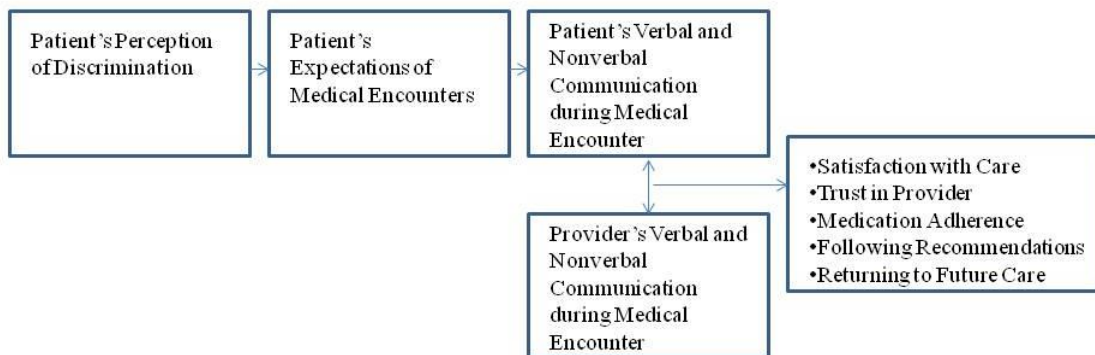 Patient’s Perception
of Discrimination
Patient’s
Expectations of
Medical Encounters
Patient’s Verbal and
Nonverbal
Communication
during Medical
Encounter
Provider’s Verbal and
Nonverbal
Communication
during Medical
Encounter
•Satisfaction with Care
•Trust in Provider
•Medication Adherence
•Following Recommendations
•Returning to Future Care